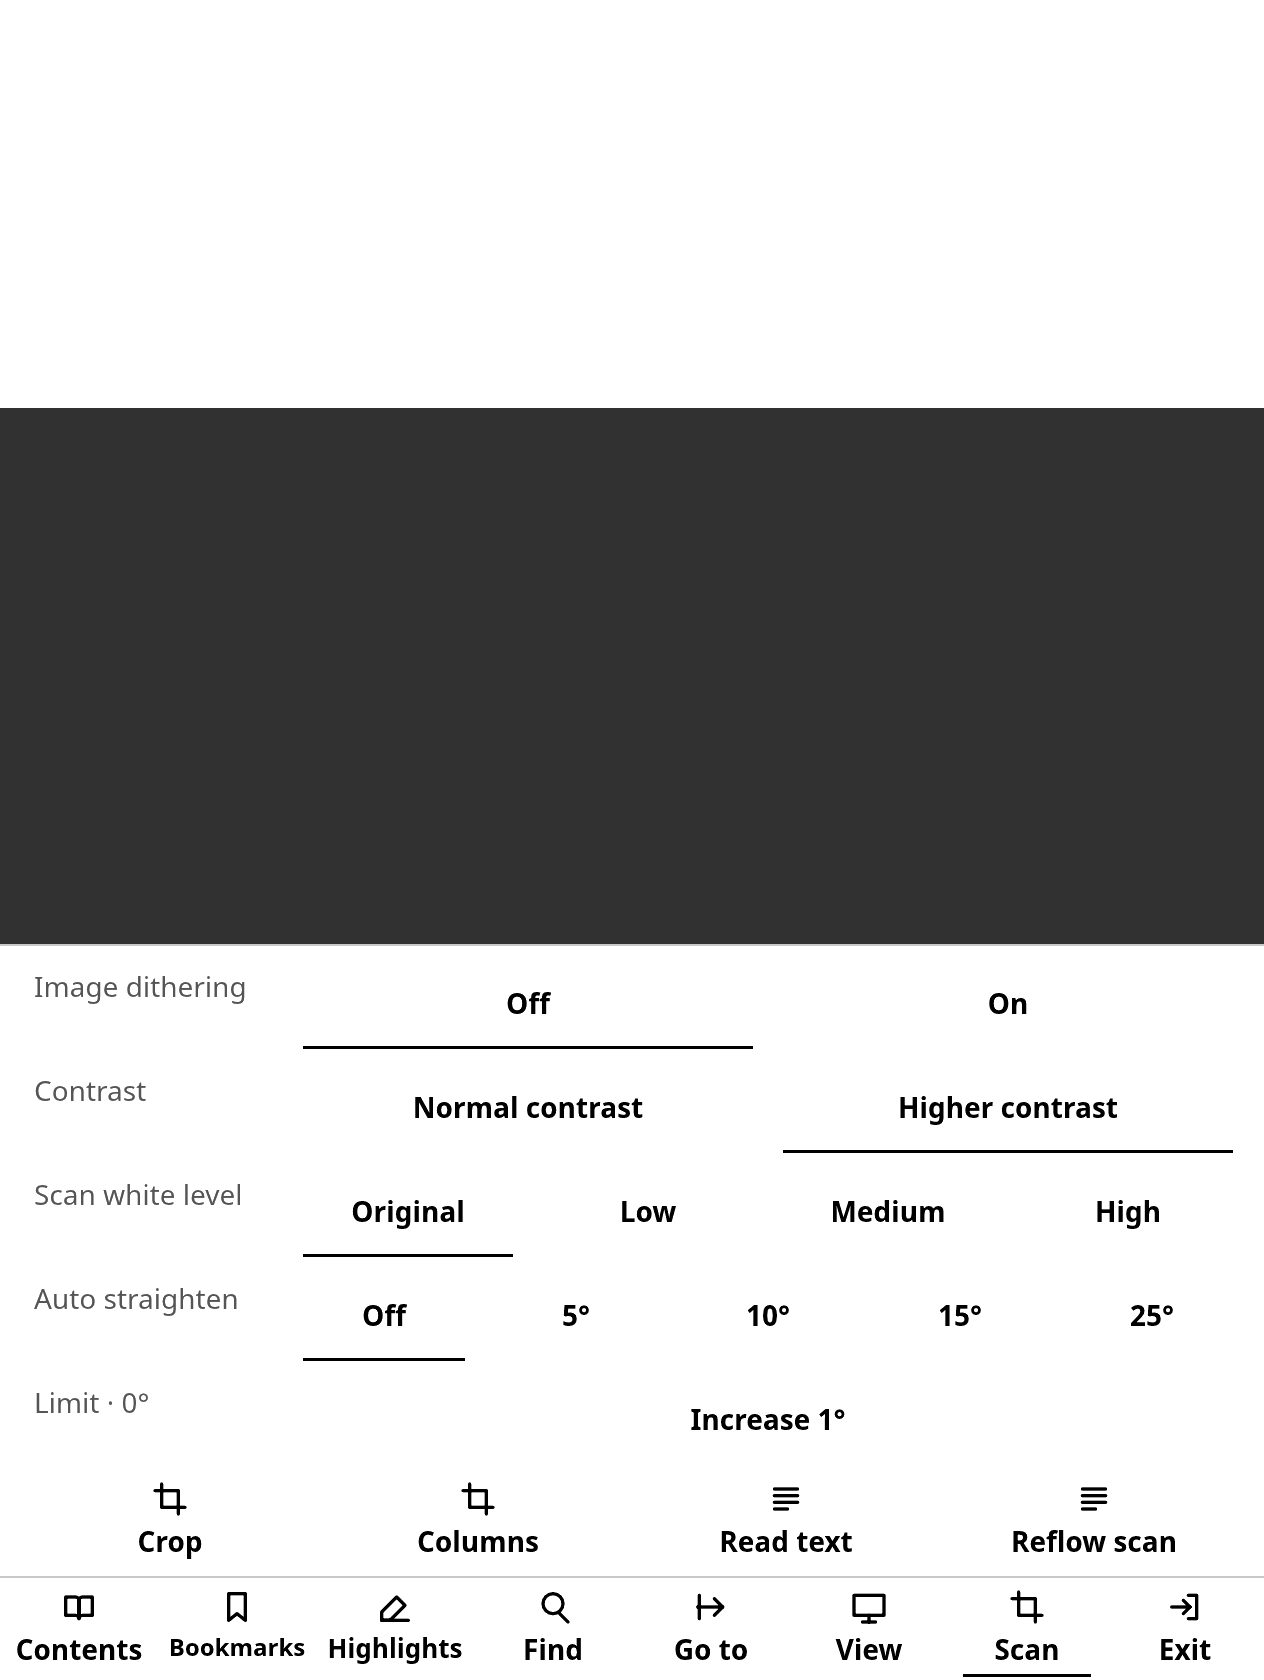 Image dithering Off On
Contrast Normal contrast Higher contrast
Scan white level Original Low Medium High
Auto straighten Off 5° 10° 15° 25°
Limit · 0° Increase 1°
Crop Columns Read text Reflow scan
Contents Bookmarks Highlights Find Go to View Scan Exit